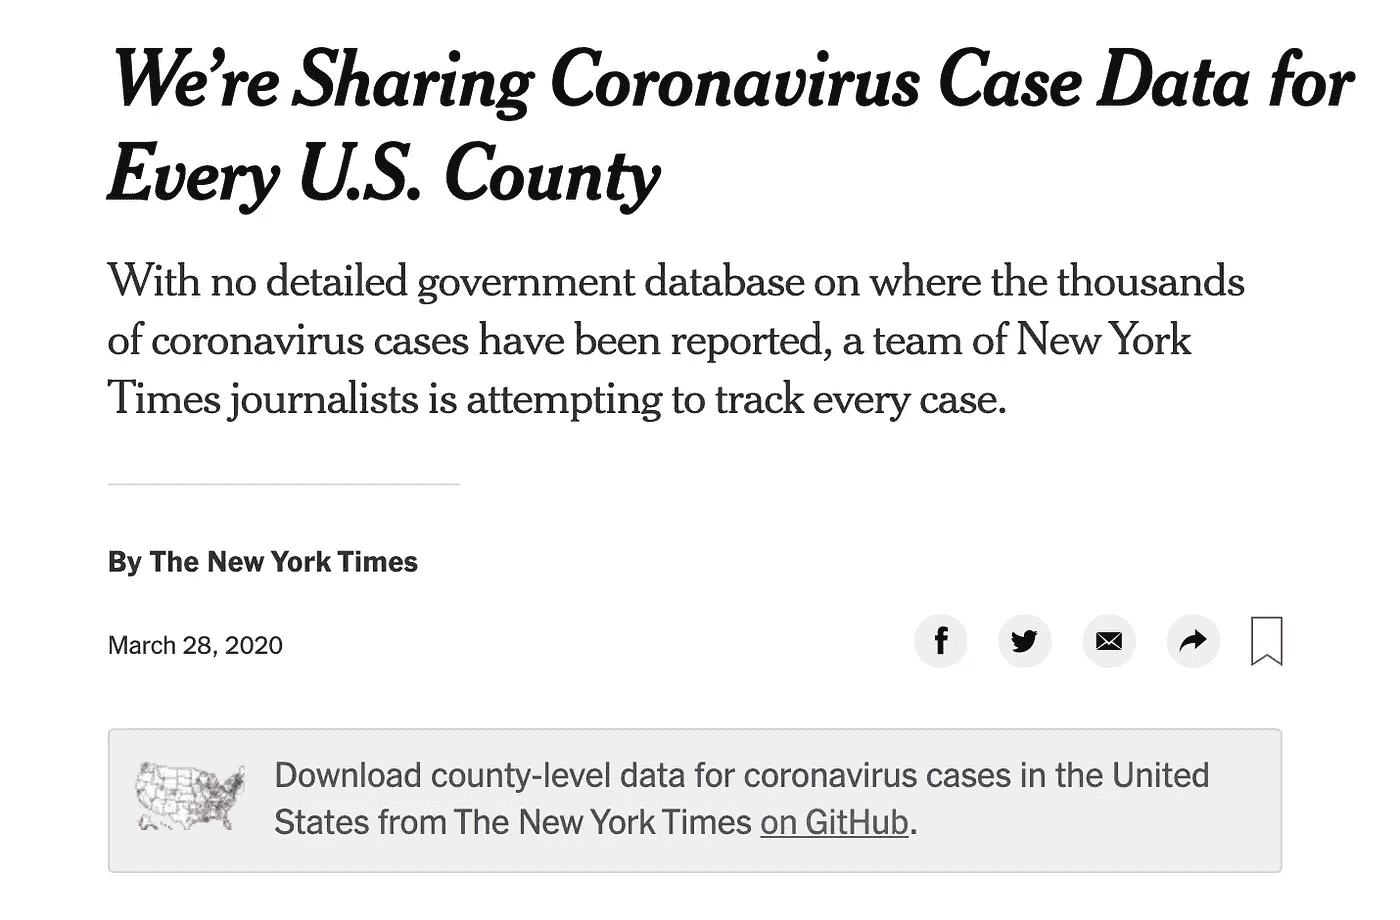 We’re Sharing Coronavirus Case Data for
Every U.S. County
With no detailed government database on where the thousands
of coronavirus cases have been reported, a team of New York
Times journalists is attempting to track every case.
By The New York Times
March 28, 2020
Download county-level data for coronavirus cases in the United
States from The New York Times on GitHub.